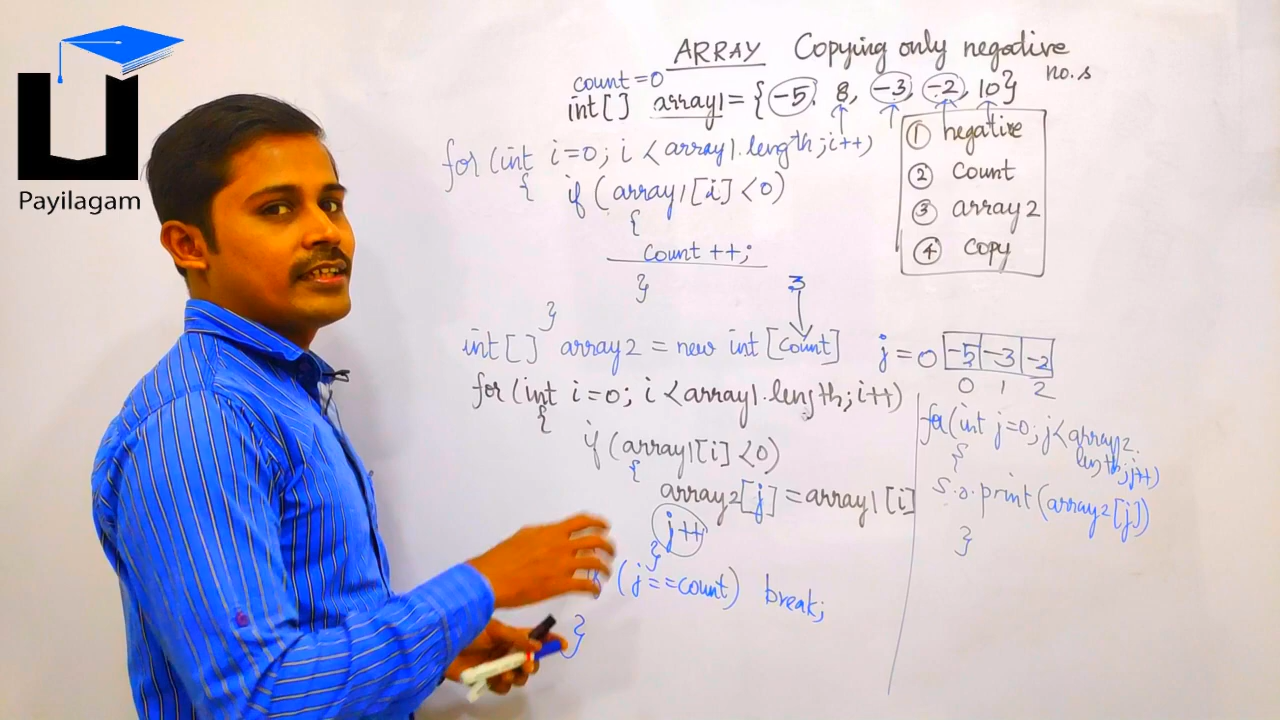 Payilagam
ARRAY Copying only negative
no.s
count=0
int[] array1 = {-5, 8, -3, -2, 10}
for (int i=0; i < array1.length; i++)
{ if (array1[i] <0)
{
count ++;
}
}
① negative
② Count
③ array2
④ copy
3
int[] array2 = new int[count]
j = 0 -5 -3 -2
0 1 2
for (int i=0; i < array1.length; i++)
{
if (array1[i] <0)
{
array2[j] = array1[i]
j++
}
(j==count) break;
}
for(int j=0; j<array2.
length; j++)
{
S.o.print(array2[j])
}